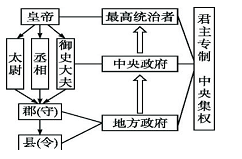 皇帝
最高统治者
太尉
丞相
御史大夫
中央政府
郡(守)
地方政府
县(令)
君主专制
中央集权